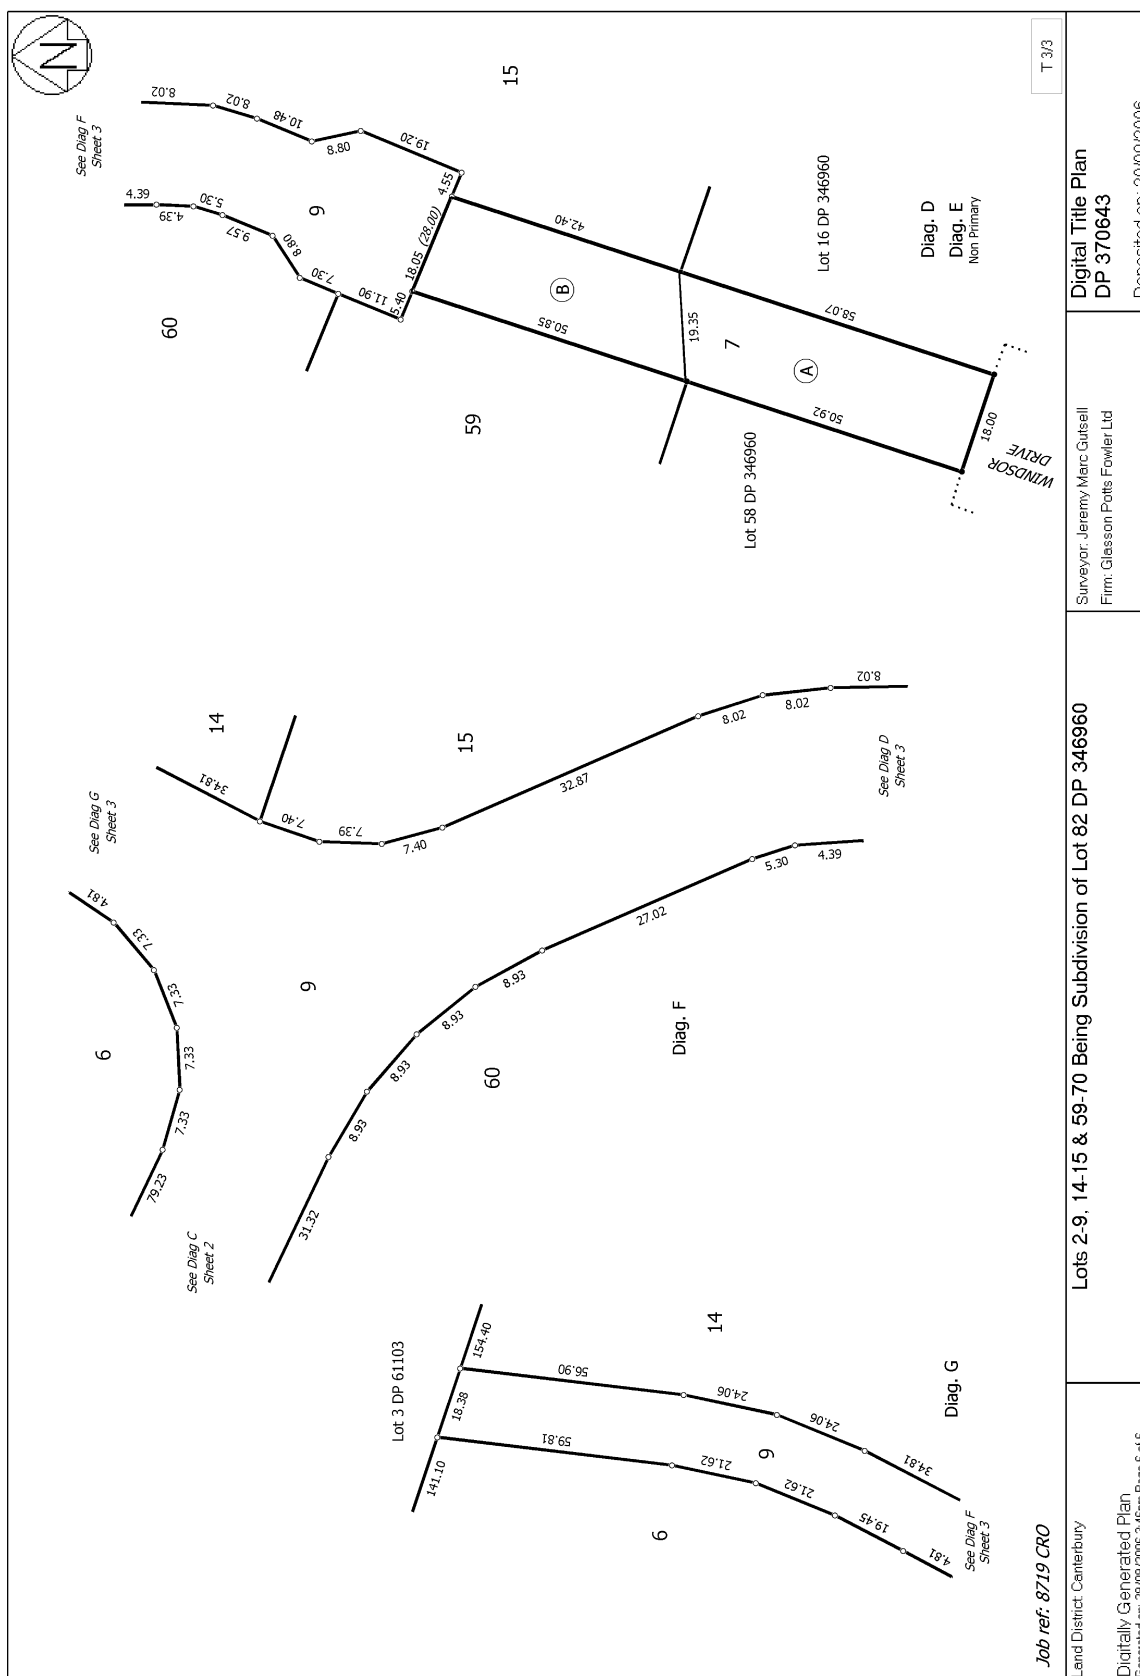 N
T 3/3
See Diag F
Sheet 3
8.02
8.02
10.48
8.80
19.20
4.55
15
4.39
4.39
5.30
9.57
8.80
7.30
11.90
5.40
18.05 (28.00)
9
60
59
42.40
50.85
B
19.35
7
A
58.07
50.92
18.00
WINDSOR
DRIVE
Lot 16 DP 346960
Lot 58 DP 346960
Diag. D
Diag. E
Non Primary
See Diag G
Sheet 3
14
34.81
7.40
7.39
7.40
15
32.87
8.02
8.02
8.02
See Diag D
Sheet 3
4.81
7.33
7.33
7.33
7.33
79.23
6
9
See Diag C
Sheet 2
31.32
8.93
8.93
8.93
8.93
27.02
5.30
4.39
60
Diag. F
Lot 3 DP 61103
154.40
18.38
141.10
56.90
59.81
14
24.06
24.06
34.81
9
21.62
21.62
19.45
4.81
6
See Diag F
Sheet 3
Diag. G
Job ref: 8719 CRO
Land District: Canterbury
Digitally Generated Plan
Lots 2-9, 14-15 & 59-70 Being Subdivision of Lot 82 DP 346960
Surveyor: Jeremy Marc Gutsell
Firm: Glasson Potts Fowler Ltd
Digital Title Plan
DP 370643